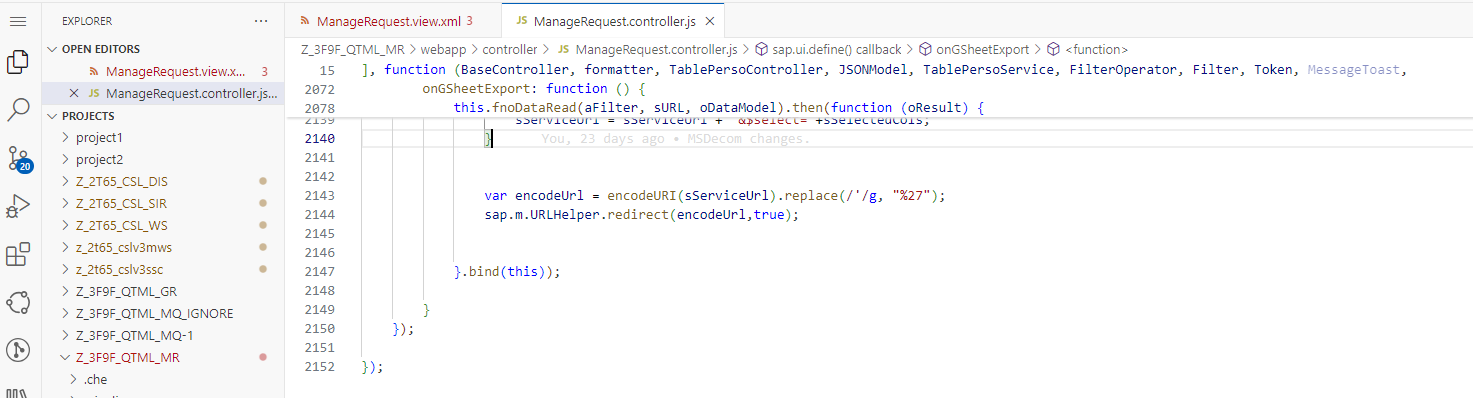 EXPLORER
···
OPEN EDITORS
ManageRequest.view.x... 3
JS ManageRequest.controller.js...
PROJECTS
project1
project2
Z_2T65_CSL_DIS
Z_2T65_CSL_SIR
20
Z_2T65_CSL_WS
z_2t65_cslv3mws
z_2t65_cslv3ssc
Z_3F9F_QTML_GR
Z_3F9F_QTML_MQ_IGNORE
Z_3F9F_QTML_MQ-1
Z_3F9F_QTML_MR
.che
ManageRequest.view.xml 3
JS ManageRequest.controller.js
Z_3F9F_QTML_MR > webapp > controller > JS ManageRequest.controller.js > sap.ui.define() callback > onGSheetExport > <function>
15 ], function (BaseController, formatter, TablePersoController, JSONModel, TablePersoService, FilterOperator, Filter, Token, MessageToast,
2072 onGSheetExport: function () {
2078 this.fnoDataRead(aFilter, sURL, oDataModel).then(function (oResult) {
2139 sServiceUrl = sServiceUrl + "&$select="+sSelectedCols;
2140 } You, 23 days ago • MSDecom changes.
2141
2142
2143 var encodeUrl = encodeURI(sServiceUrl).replace(/'/g, "%27");
2144 sap.m.URLHelper.redirect(encodeUrl,true);
2145
2146
2147 }.bind(this));
2148
2149 }
2150 });
2151
2152 });